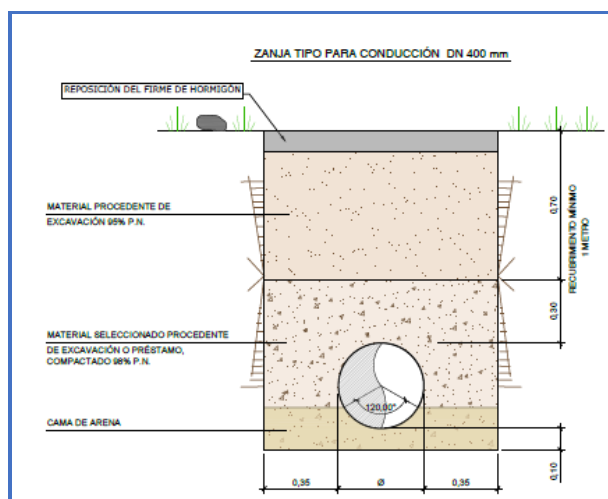 ZANJA TIPO PARA CONDUCCIÓN DN 400 mm
REPOSICIÓN DEL FIRME DE HORMIGÓN
MATERIAL PROCEDENTE DE
EXCAVACIÓN 95% P.N.
0,70
RECUBRIMIENTO MÍNIMO
1 METRO
0,30
MATERIAL SELECCIONADO PROCEDENTE
DE EXCAVACIÓN O PRÉSTAMO,
COMPACTADO 98% P.N.
120,00°
CAMA DE ARENA
0,10
0,35
Ø
0,35